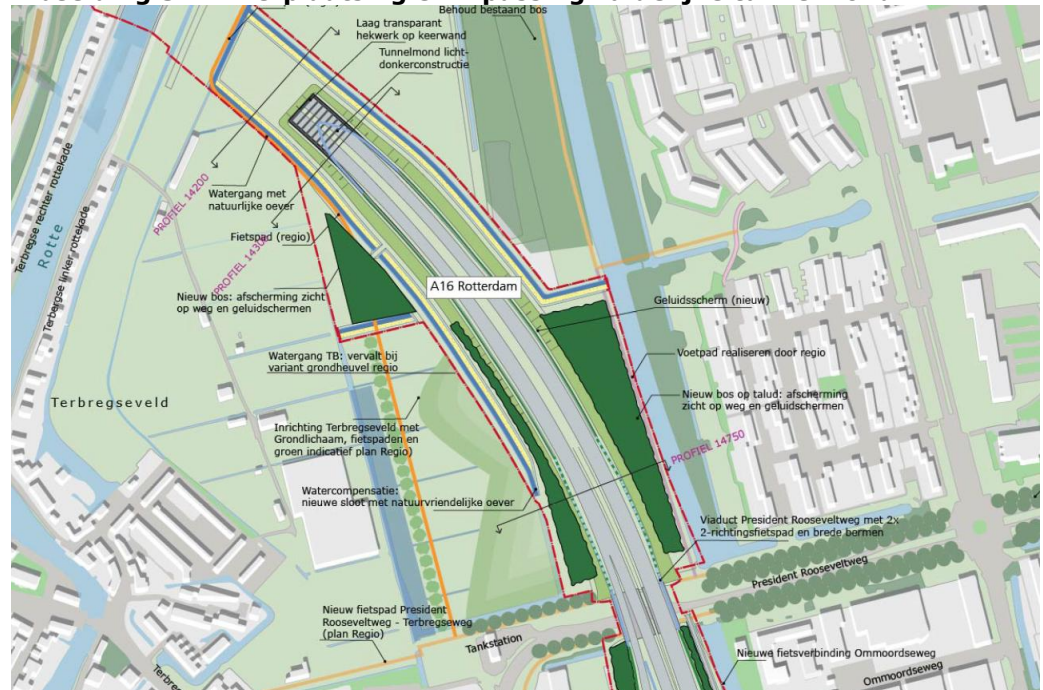 Behoud bestaand bos
Laag transparant
hekwerk op keerwand
Tunnelmond licht-
donkerconstructie
PROFIEL 14200
Watergang met
natuurlijke oever
Terbregse rechter rottekade
Rotte
Terbregse linker rottekade
Fietspad (regio)
PROFIEL 14300
A16 Rotterdam
Nieuw bos: afscherming zicht
op weg en geluidschermen
Geluidsscherm (nieuw)
Watergang TB: vervalt bij
variant grondheuvel regio
Voetpad realiseren door regio
Terbregseveld
Nieuw bos op talud: afscherming
zicht op weg en geluidschermen
Inrichting Terbregseveld met
Grondlichaam, fietspaden en
groen indicatief plan Regio)
PROFIEL 14750
Watercompensatie:
nieuwe sloot met natuurvriendelijke oever
Viaduct President Rooseveltweg met 2x
2-richtingsfietspad en brede bermen
President Rooseveltweg
Nieuw fietspad President
Rooseveltweg - Terbregseweg
(plan Regio)
Tankstation
Nieuwe fietsverbinding Ommoordseweg
Ommoordseweg